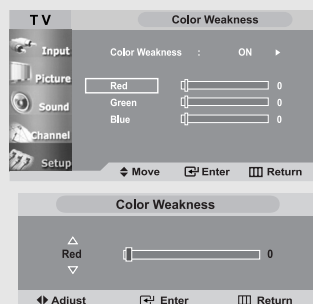 TV
Color Weakness
Input
Color Weakness : ON ►
Picture
Red 0
Sound
Green 0
Blue 0
Channel
Setup
Move Enter Return
Color Weakness
Red 0
Adjust Enter Return